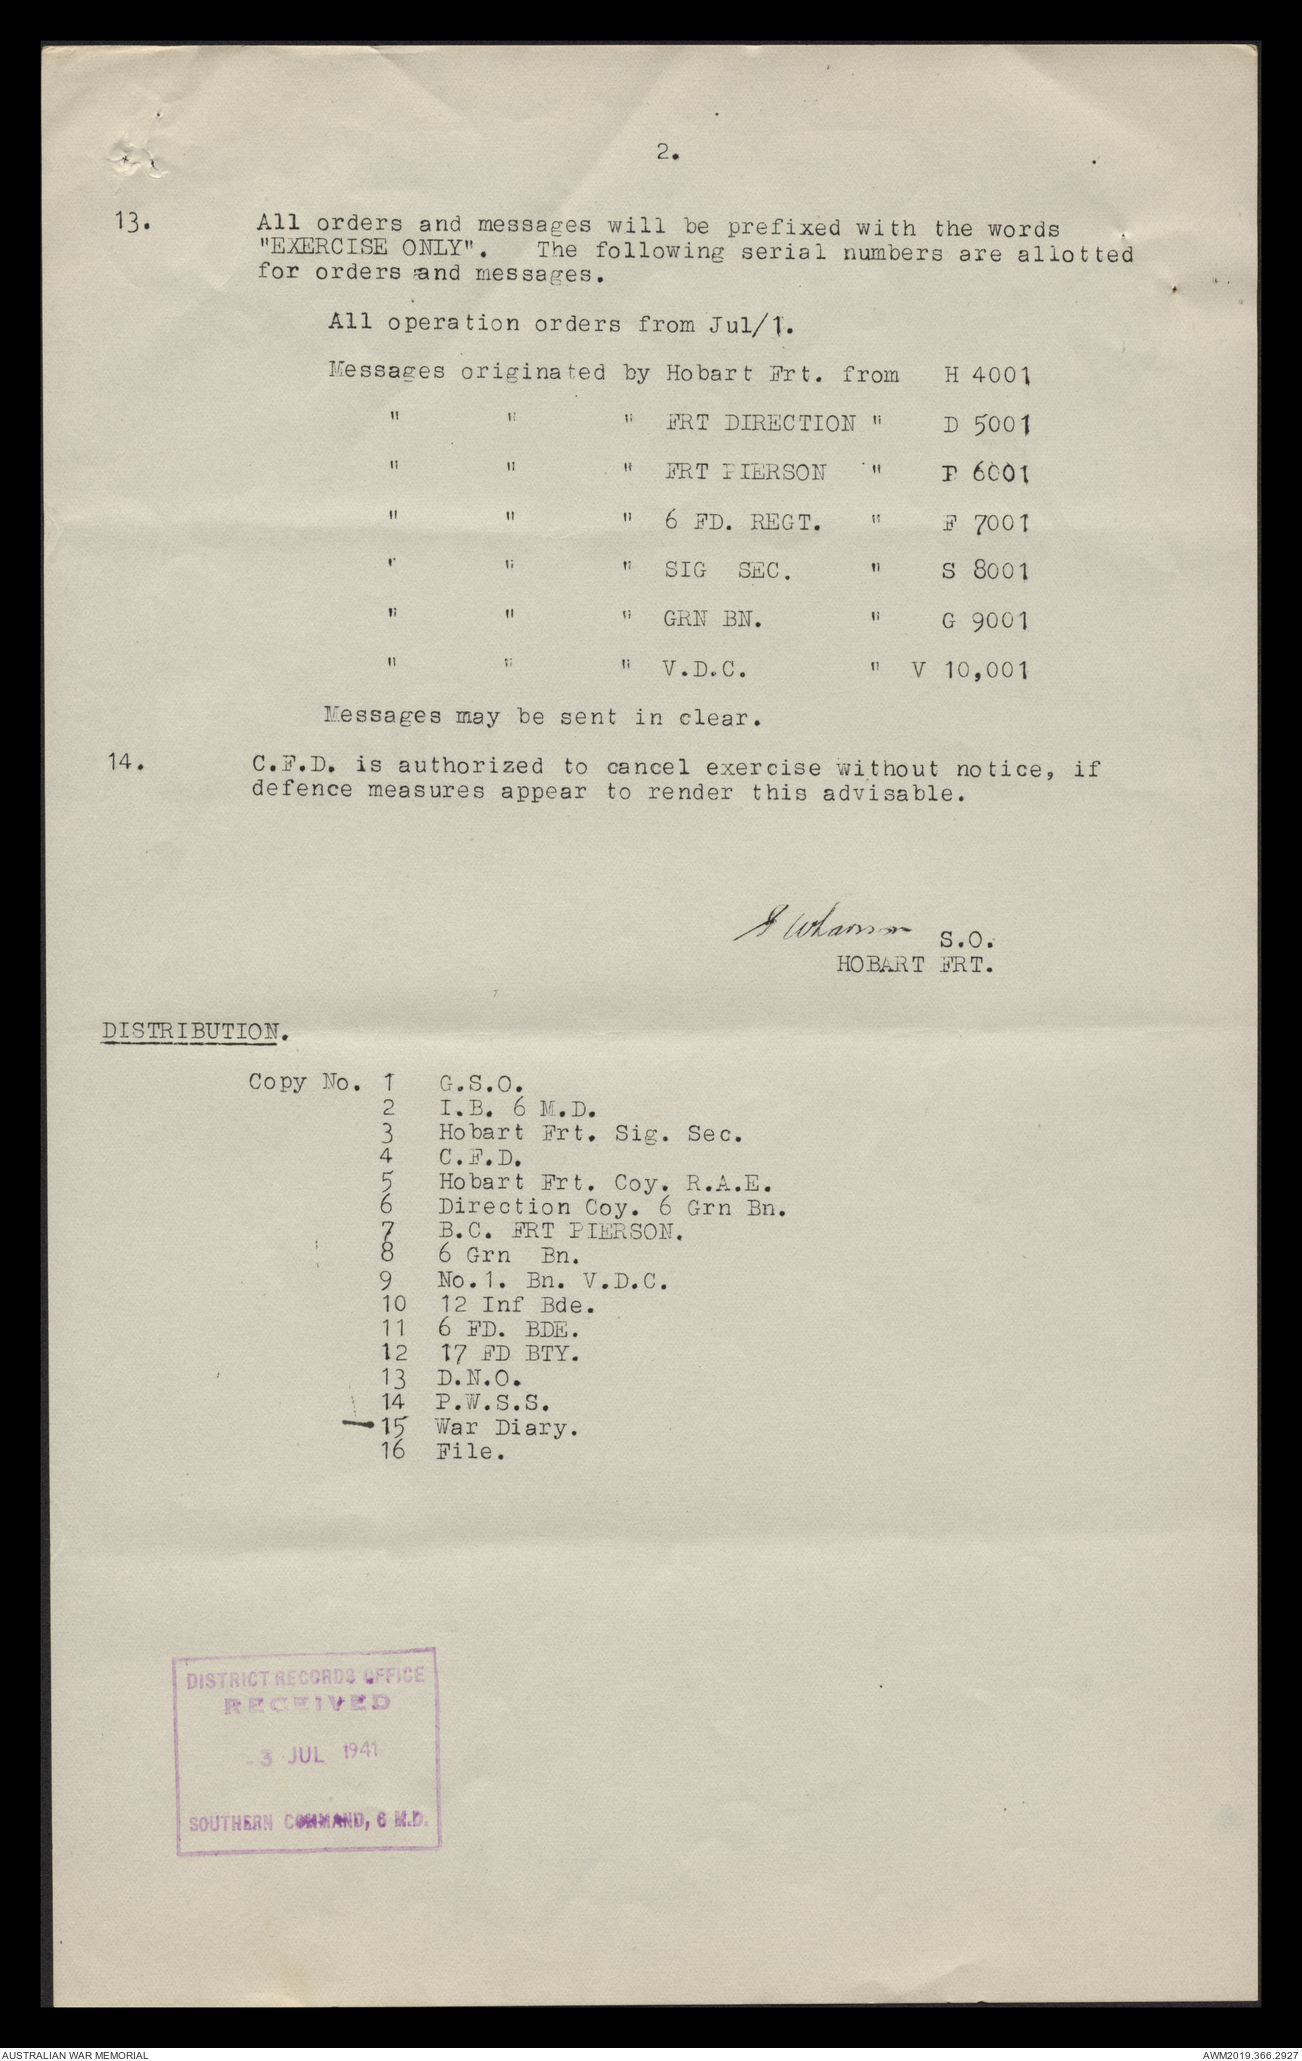 2.
13. All orders and messages will be prefixed with the words
"EXERCISE ONLY". The following serial numbers are allotted
for orders and messages.
All operation orders from Jul/1.
Messages originated by Hobart Frt. from H 4001
" " " FRT DIRECTION " D 5001
" " " FRT PIERSON " P 6001
" " " 6 FD. REGT. " F 7001
" " " SIG SEC. " S 8001
" " " GRN BN. " G 9001
" " " V.D.C. " V 10,001
Messages may be sent in clear.
14. C.F.D. is authorized to cancel exercise without notice, if
defence measures appear to render this advisable.
S.O.
HOBART FRT.
DISTRIBUTION.
Copy No. 1 G.S.O.
2 I.B. 6 M.D.
3 Hobart Frt. Sig. Sec.
4 C.F.D.
5 Hobart Frt. Coy. R.A.E.
6 Direction Coy. 6 Grn Bn.
7 B.C. FRT PIERSON.
8 6 Grn Bn.
9 No.1. Bn. V.D.C.
10 12 Inf Bde.
11 6 FD. BDE.
12 17 FD BTY.
13 D.N.O.
14 P.W.S.S.
15 War Diary.
16 File.
DISTRICT RECORDS OFFICE
RECEIVED
- 3 JUL 1941
SOUTHERN COMMAND, 6 M.D.
AUSTRALIAN WAR MEMORIAL AWM2019.366.2927